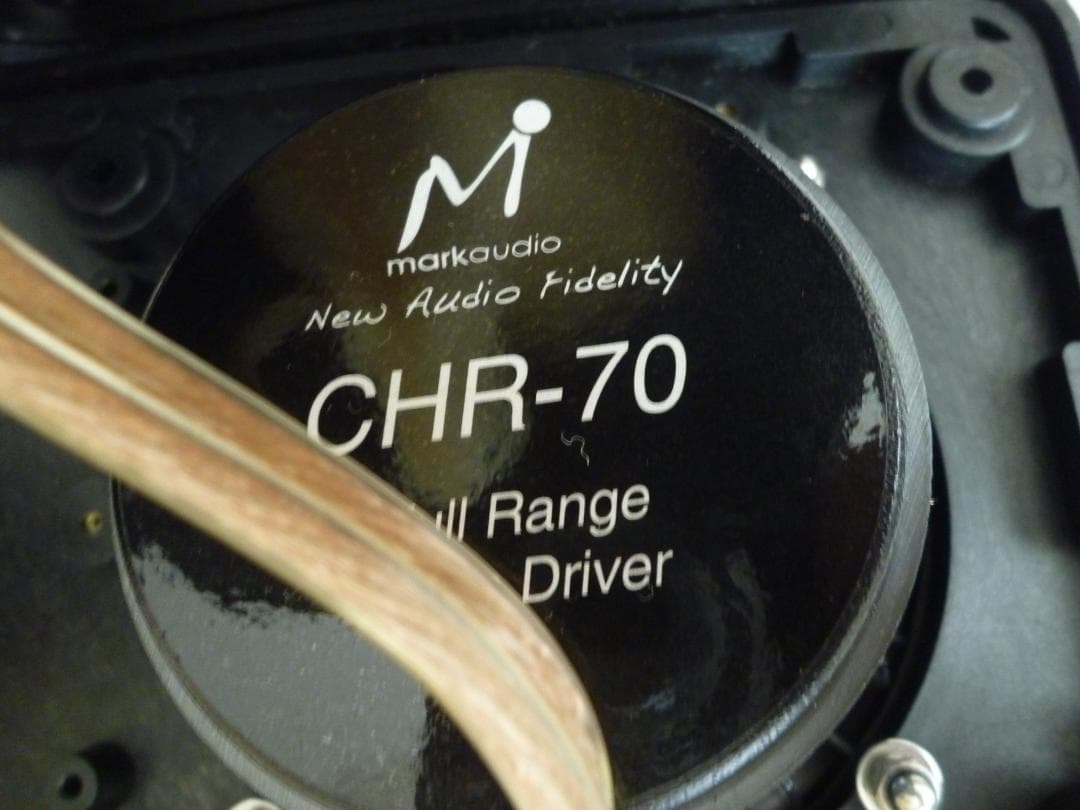 markaudio
New Audio Fidelity
CHR-70
ull Range
Driver